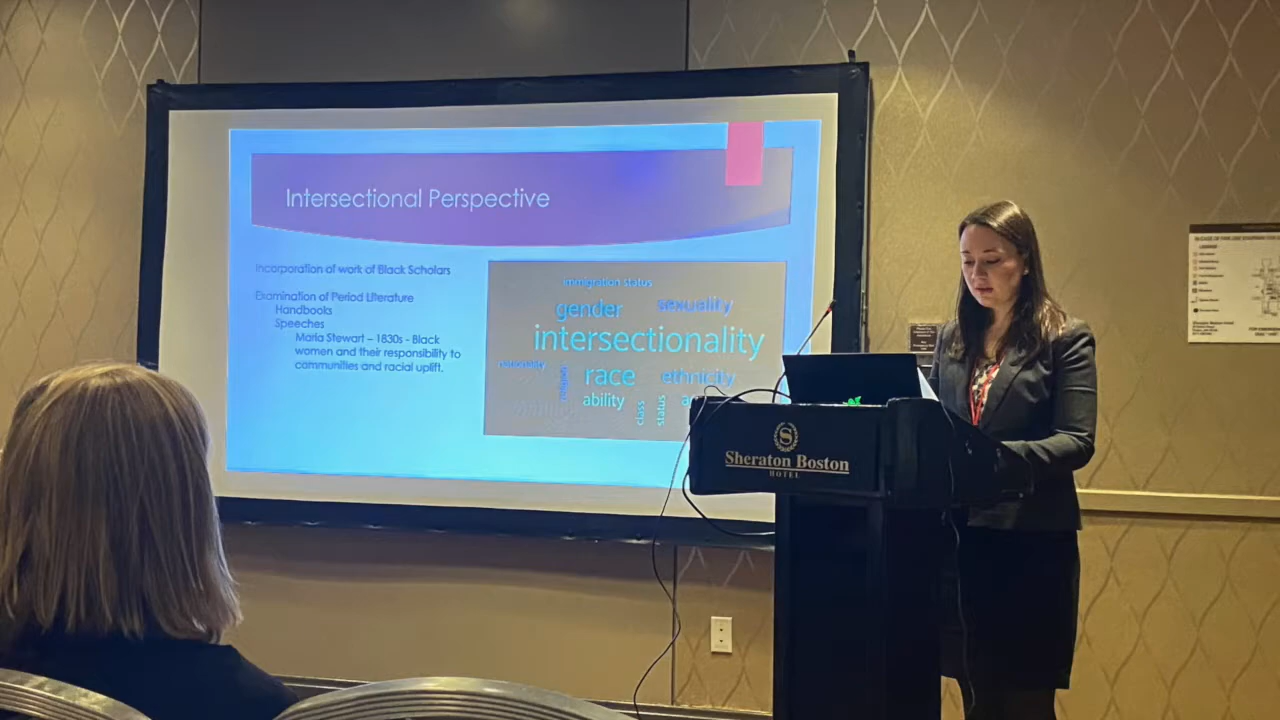 Intersectional Perspective
Incorporation of work of Black Scholars
Examination of Period Literature
Handbooks
Speeches
Maria Stewart – 1830s - Black
women and their responsibility to
communities and racial uplift.
immigration status
gender
sexuality
intersectionality
nationality
religion
race
ethnicity
ability
class
status
S
Sheraton Boston
HOTEL